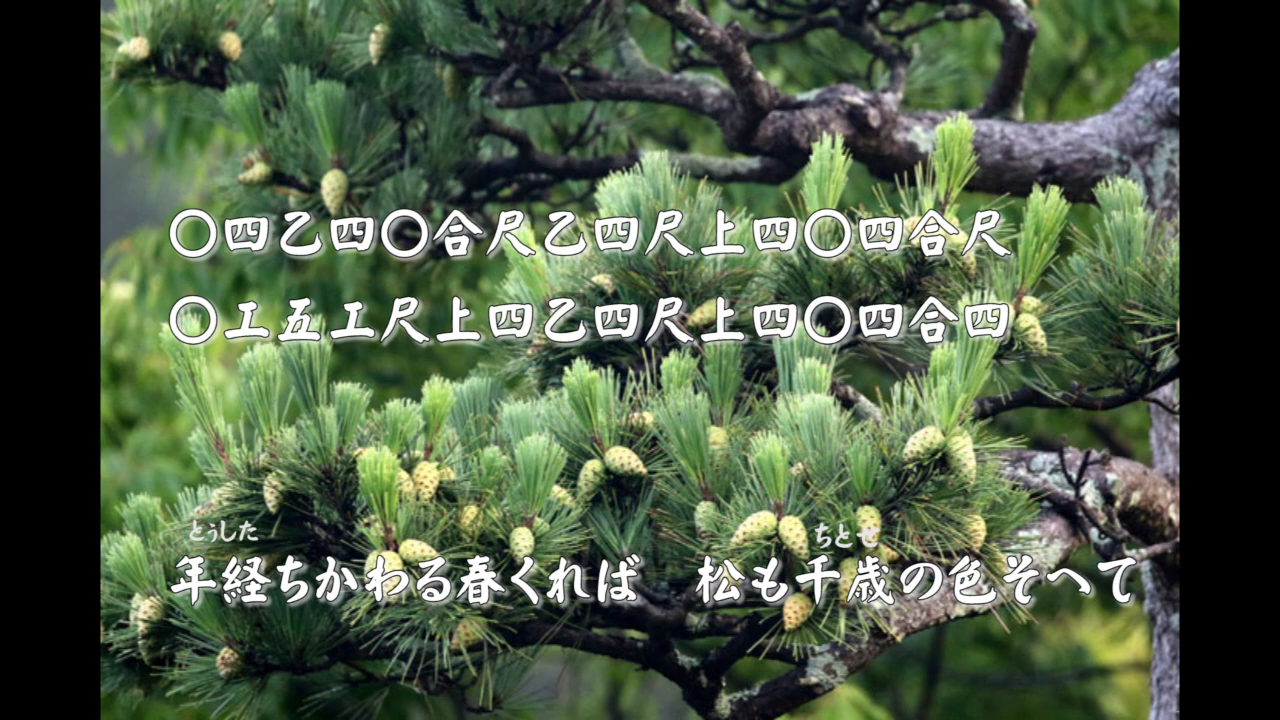 〇四乙四〇合尺乙四尺上四〇四合尺
〇工五工尺上四乙四尺上四〇四合四
とぅした ちとせ
年経ちかわる春くれば　松も千歳の色そへて